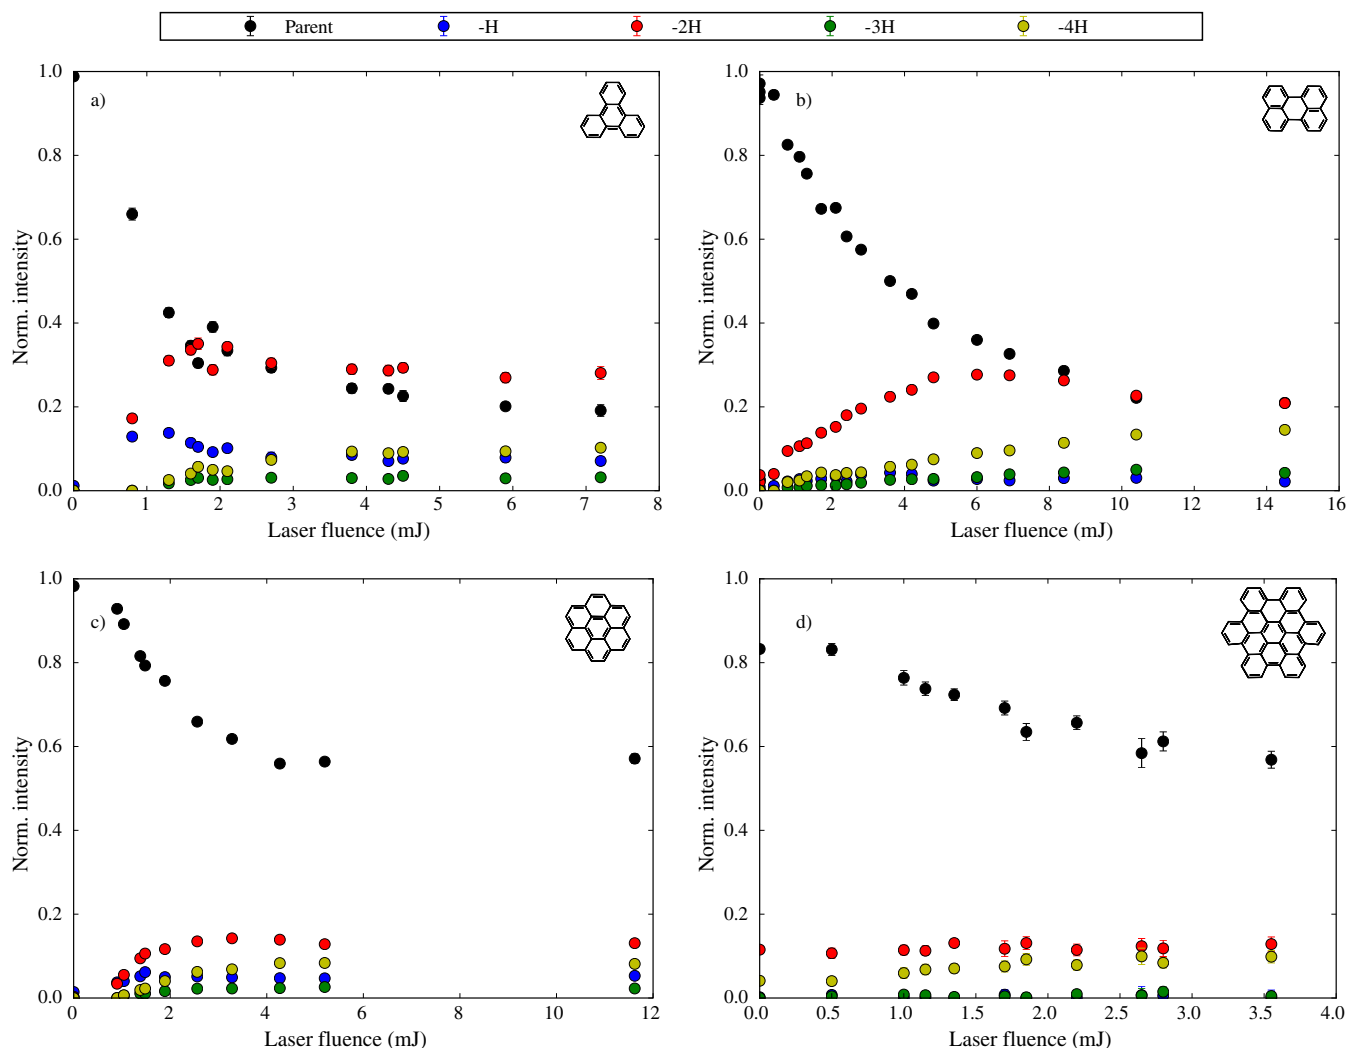 Parent -H -2H -3H -4H
a)
Norm. intensity
1.0
0.8
0.6
0.4
0.2
0.0
0 1 2 3 4 5 6 7 8
Laser fluence (mJ)
b)
Norm. intensity
1.0
0.8
0.6
0.4
0.2
0.0
0 2 4 6 8 10 12 14 16
Laser fluence (mJ)
c)
Norm. intensity
1.0
0.8
0.6
0.4
0.2
0.0
0 2 4 6 8 10 12
Laser fluence (mJ)
d)
Norm. intensity
1.0
0.8
0.6
0.4
0.2
0.0
0.0 0.5 1.0 1.5 2.0 2.5 3.0 3.5 4.0
Laser fluence (mJ)